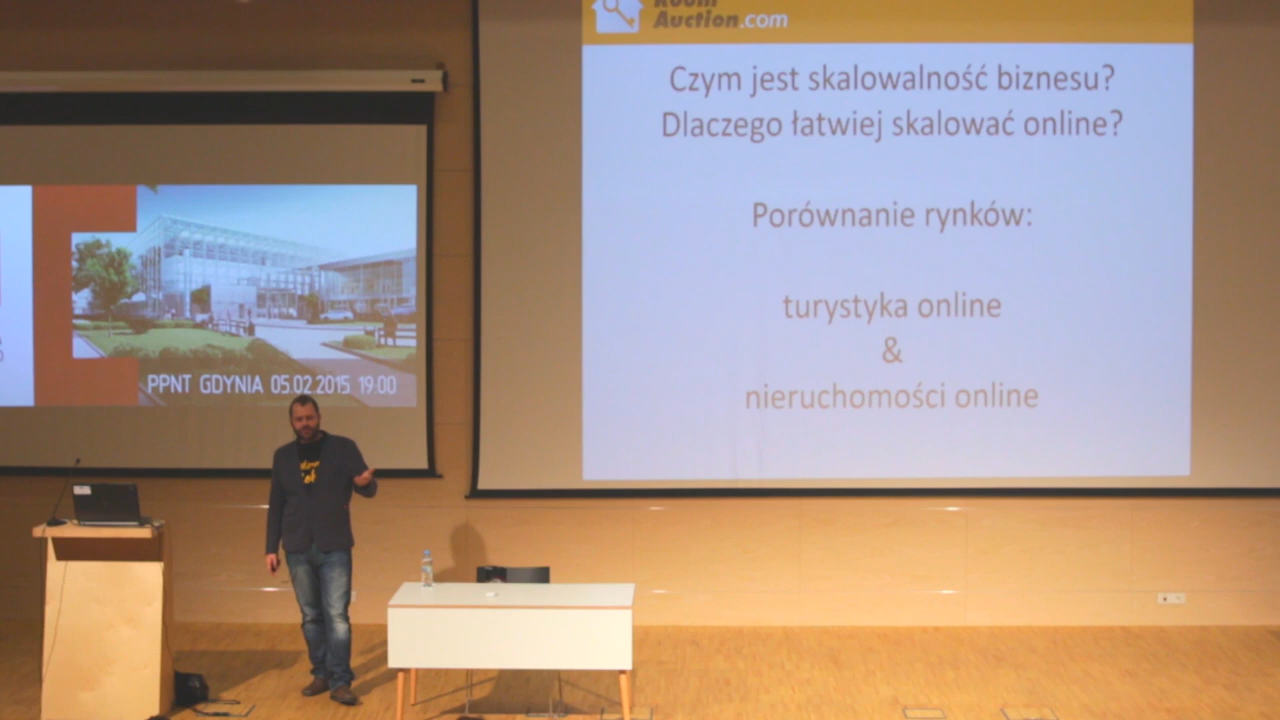 Room
Auction.com
Czym jest skalowalność biznesu?
Dlaczego łatwiej skalować online?
Porównanie rynków:
turystyka online
&
nieruchomości online
PPNT GDYNIA 05.02.2015 19:00